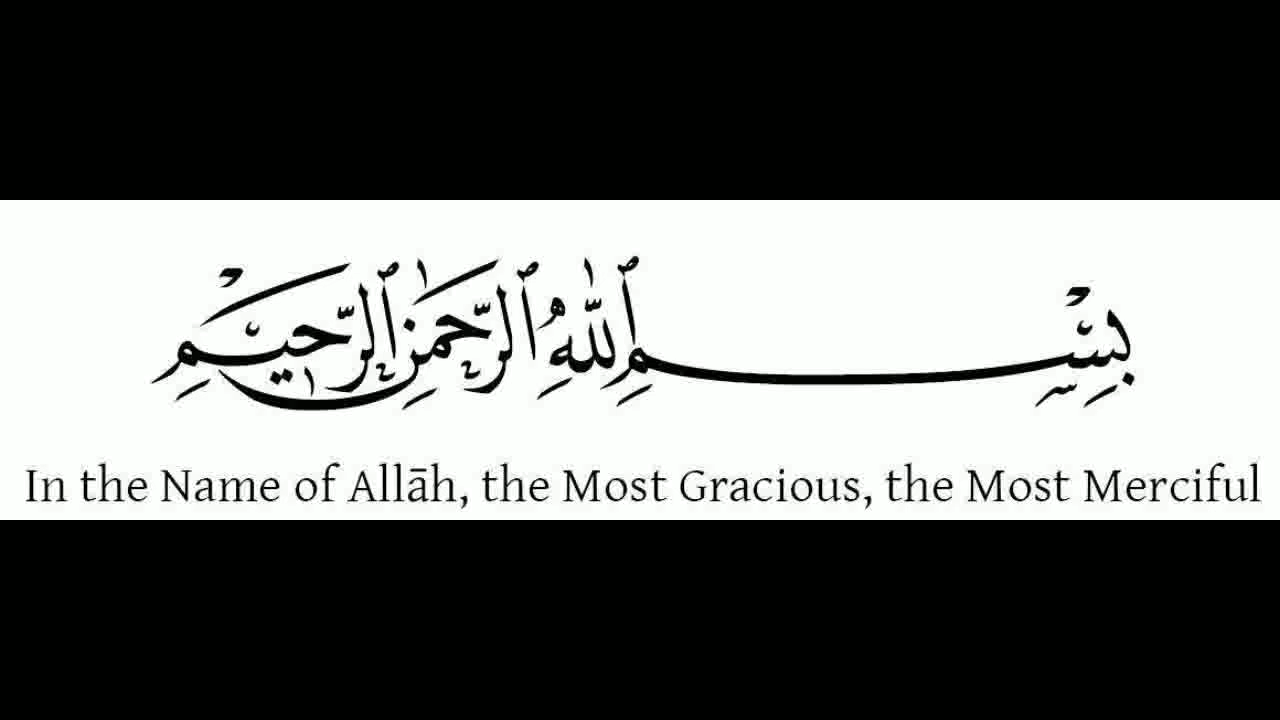 بِسْمِ ٱللَّٰهِ ٱلرَّحْمَٰنِ ٱلرَّحِيمِ
In the Name of Allāh, the Most Gracious, the Most Merciful